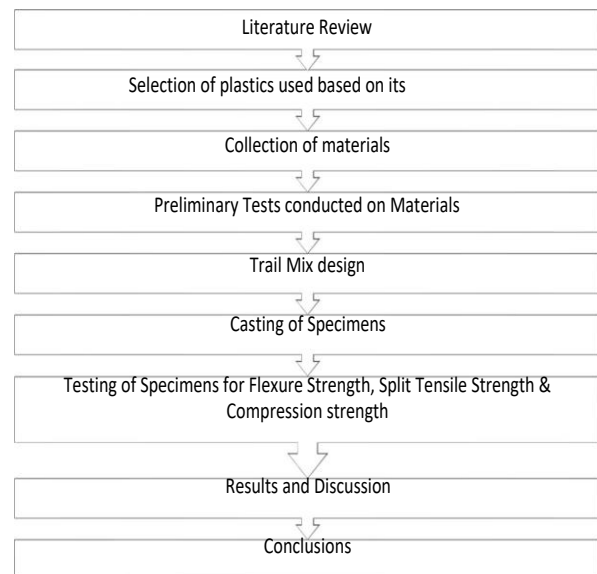 Literature Review
Selection of plastics used based on its
Collection of materials
Preliminary Tests conducted on Materials
Trail Mix design
Casting of Specimens
Testing of Specimens for Flexure Strength, Split Tensile Strength &
Compression strength
Results and Discussion
Conclusions